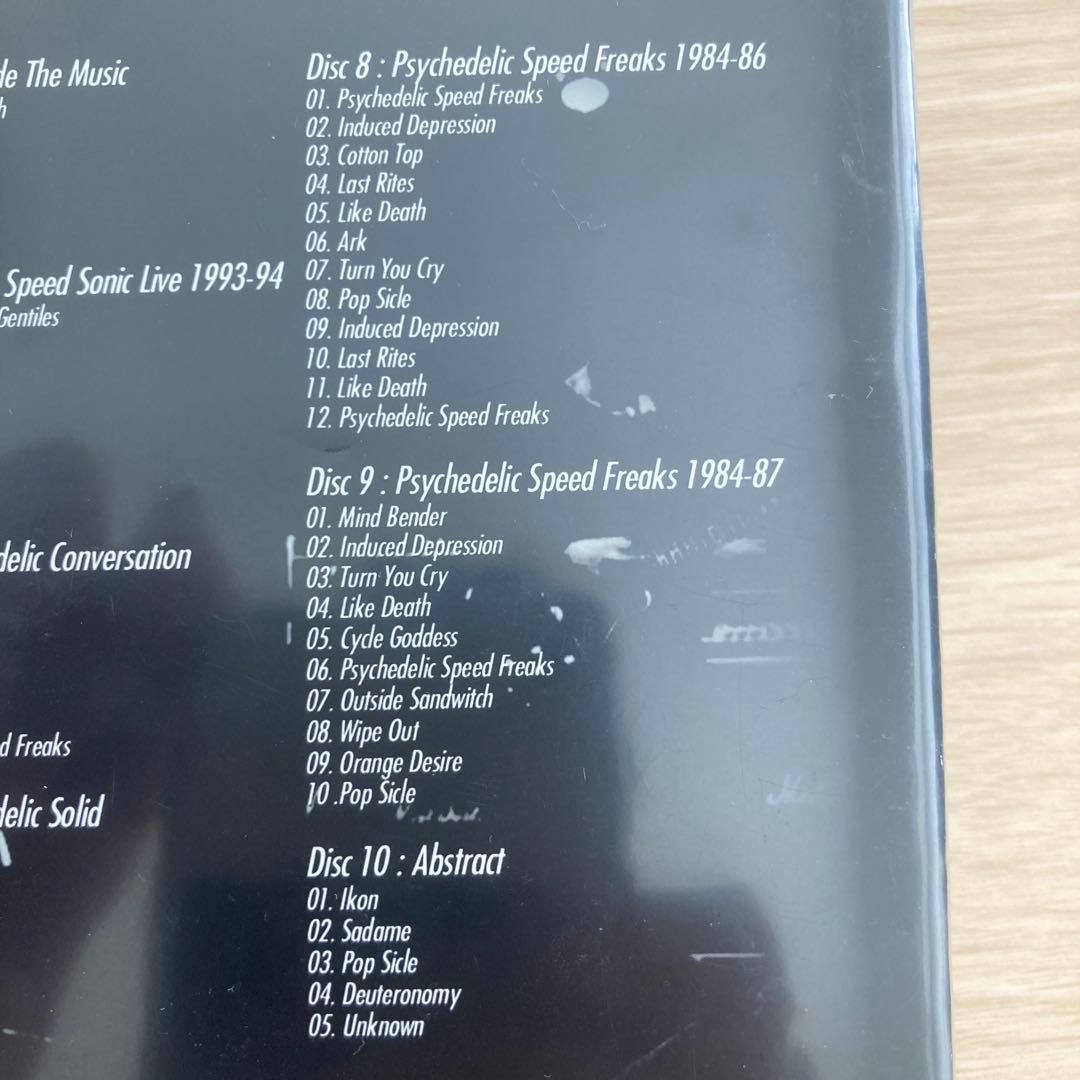 de The Music
h
Speed Sonic Live 1993-94
Gentiles
delic Conversation
d Freaks
delic Solid
Disc 8 : Psychedelic Speed Freaks 1984-86
01. Psychedelic Speed Freaks
02. Induced Depression
03. Cotton Top
04. Last Rites
05. Like Death
06. Ark
07. Turn You Cry
08. Pop Sicle
09. Induced Depression
10. Last Rites
11. Like Death
12. Psychedelic Speed Freaks
Disc 9 : Psychedelic Speed Freaks 1984-87
01. Mind Bender
02. Induced Depression
03. Turn You Cry
04. Like Death
05. Cycle Goddess
06. Psychedelic Speed Freaks
07. Outside Sandwitch
08. Wipe Out
09. Orange Desire
10 .Pop Sicle
Disc 10 : Abstract
01. Ikon
02. Sadame
03. Pop Sicle
04. Deuteronomy
05. Unknown